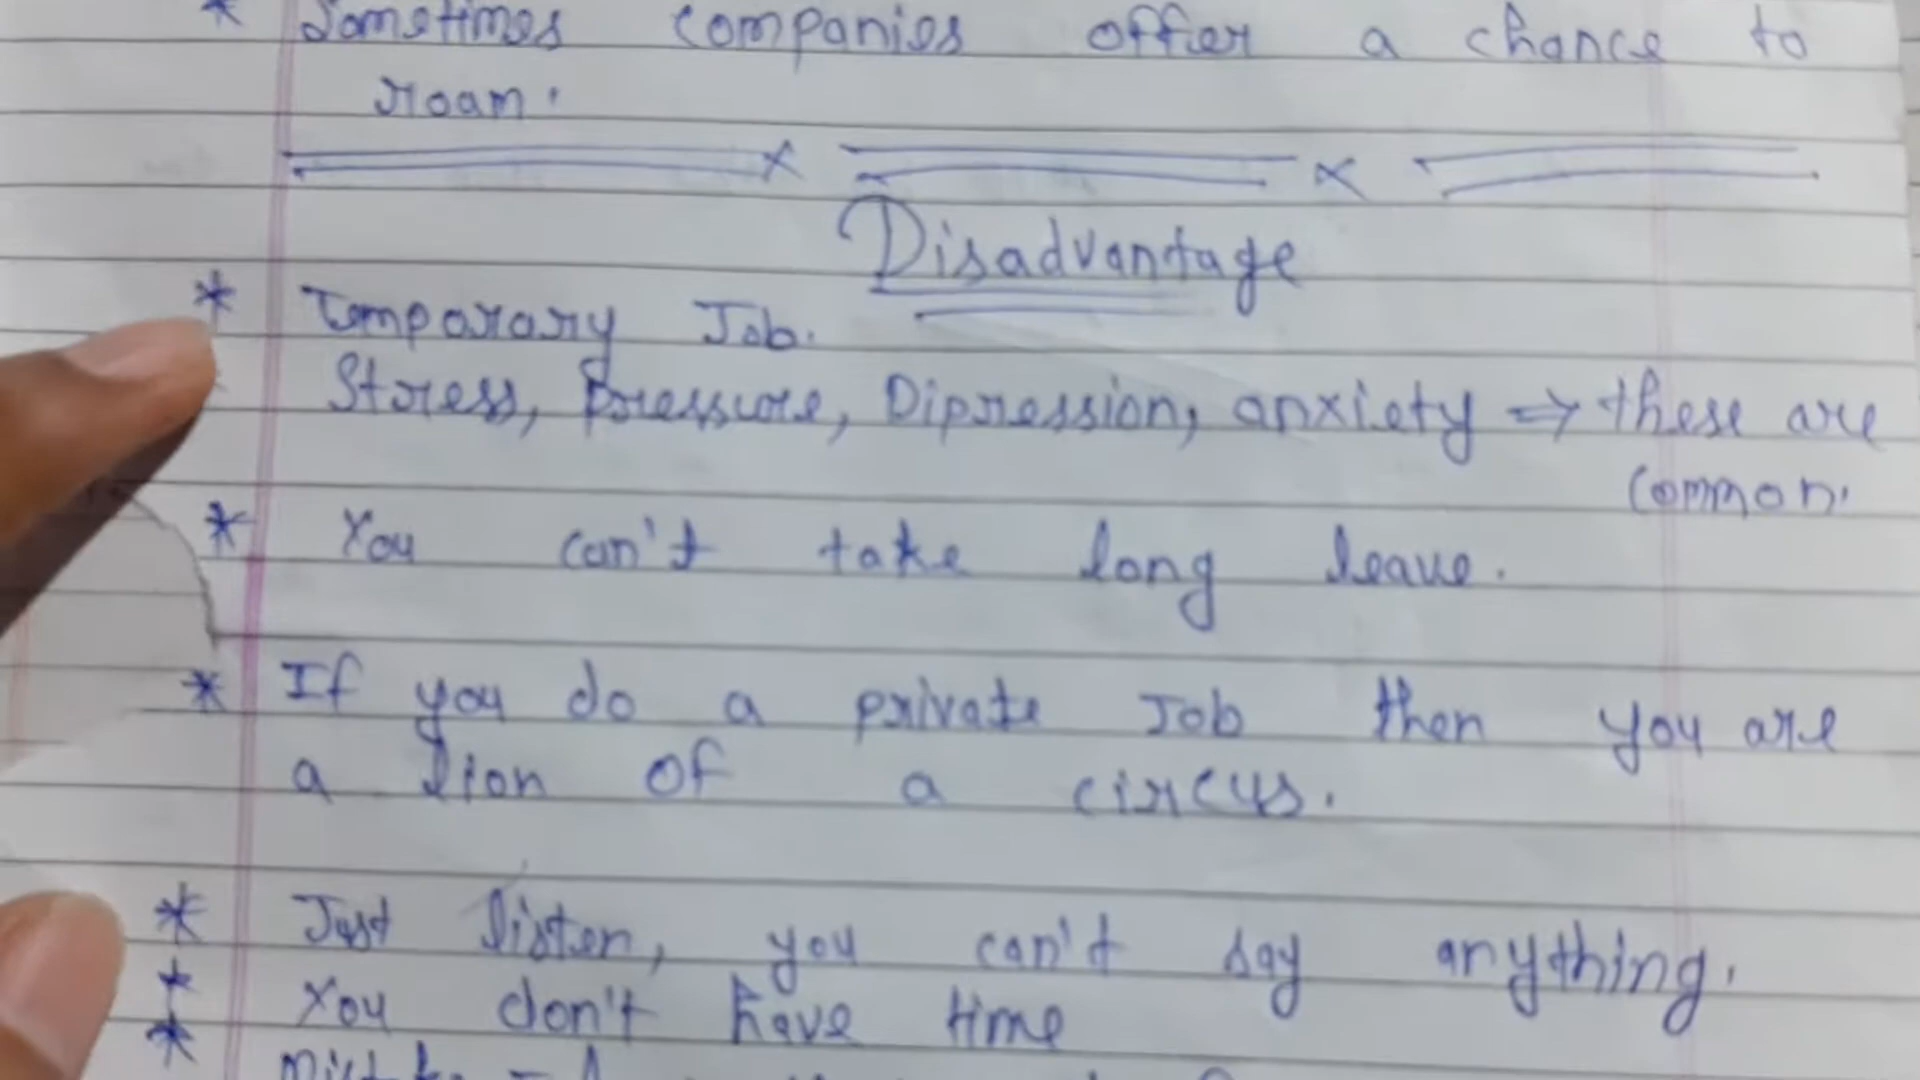 * Sometimes companies offer a chance to
roam.
Disadvantage
* Temparary Job.
Stress, Pressure, Dipression, anxiety ⇒ these are
common.
* You can't take long leave.
* If you do a private Job then you are
a lion of a circus.
* Just listen, you can't say anything.
* You don't have time
*